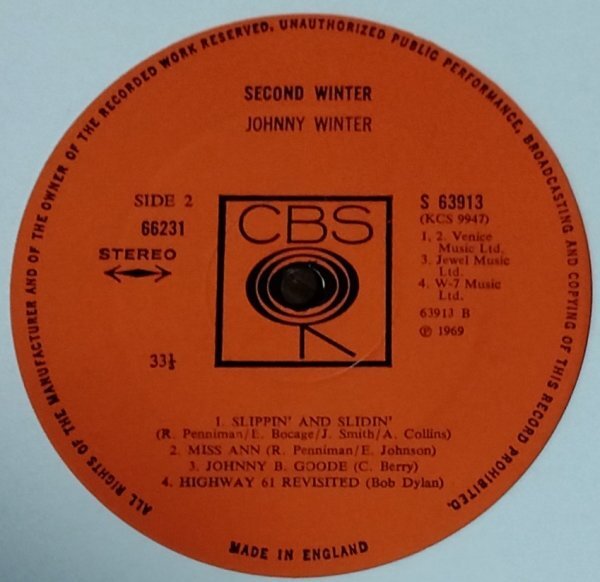 ALL RIGHTS OF THE MANUFACTURER AND OF THE OWNER OF THE RECORDED WORK RESERVED. UNAUTHORIZED PUBLIC PERFORMANCE, BROADCASTING AND COPYING OF THIS RECORD PROHIBITED.
SECOND WINTER
JOHNNY WINTER
SIDE 2
66231
STEREO
33⅓
CBS
S 63913
(KCS 9947)
1, 2. Venice
Music Ltd.
3. Jewel Music
Ltd.
4. W-7 Music
Ltd.
63913 B
℗ 1969
1. SLIPPIN' AND SLIDIN'
(R. Penniman/E. Bocage/J. Smith/A. Collins)
2. MISS ANN (R. Penniman/E. Johnson)
3. JOHNNY B. GOODE (C. Berry)
4. HIGHWAY 61 REVISITED (Bob Dylan)
MADE IN ENGLAND